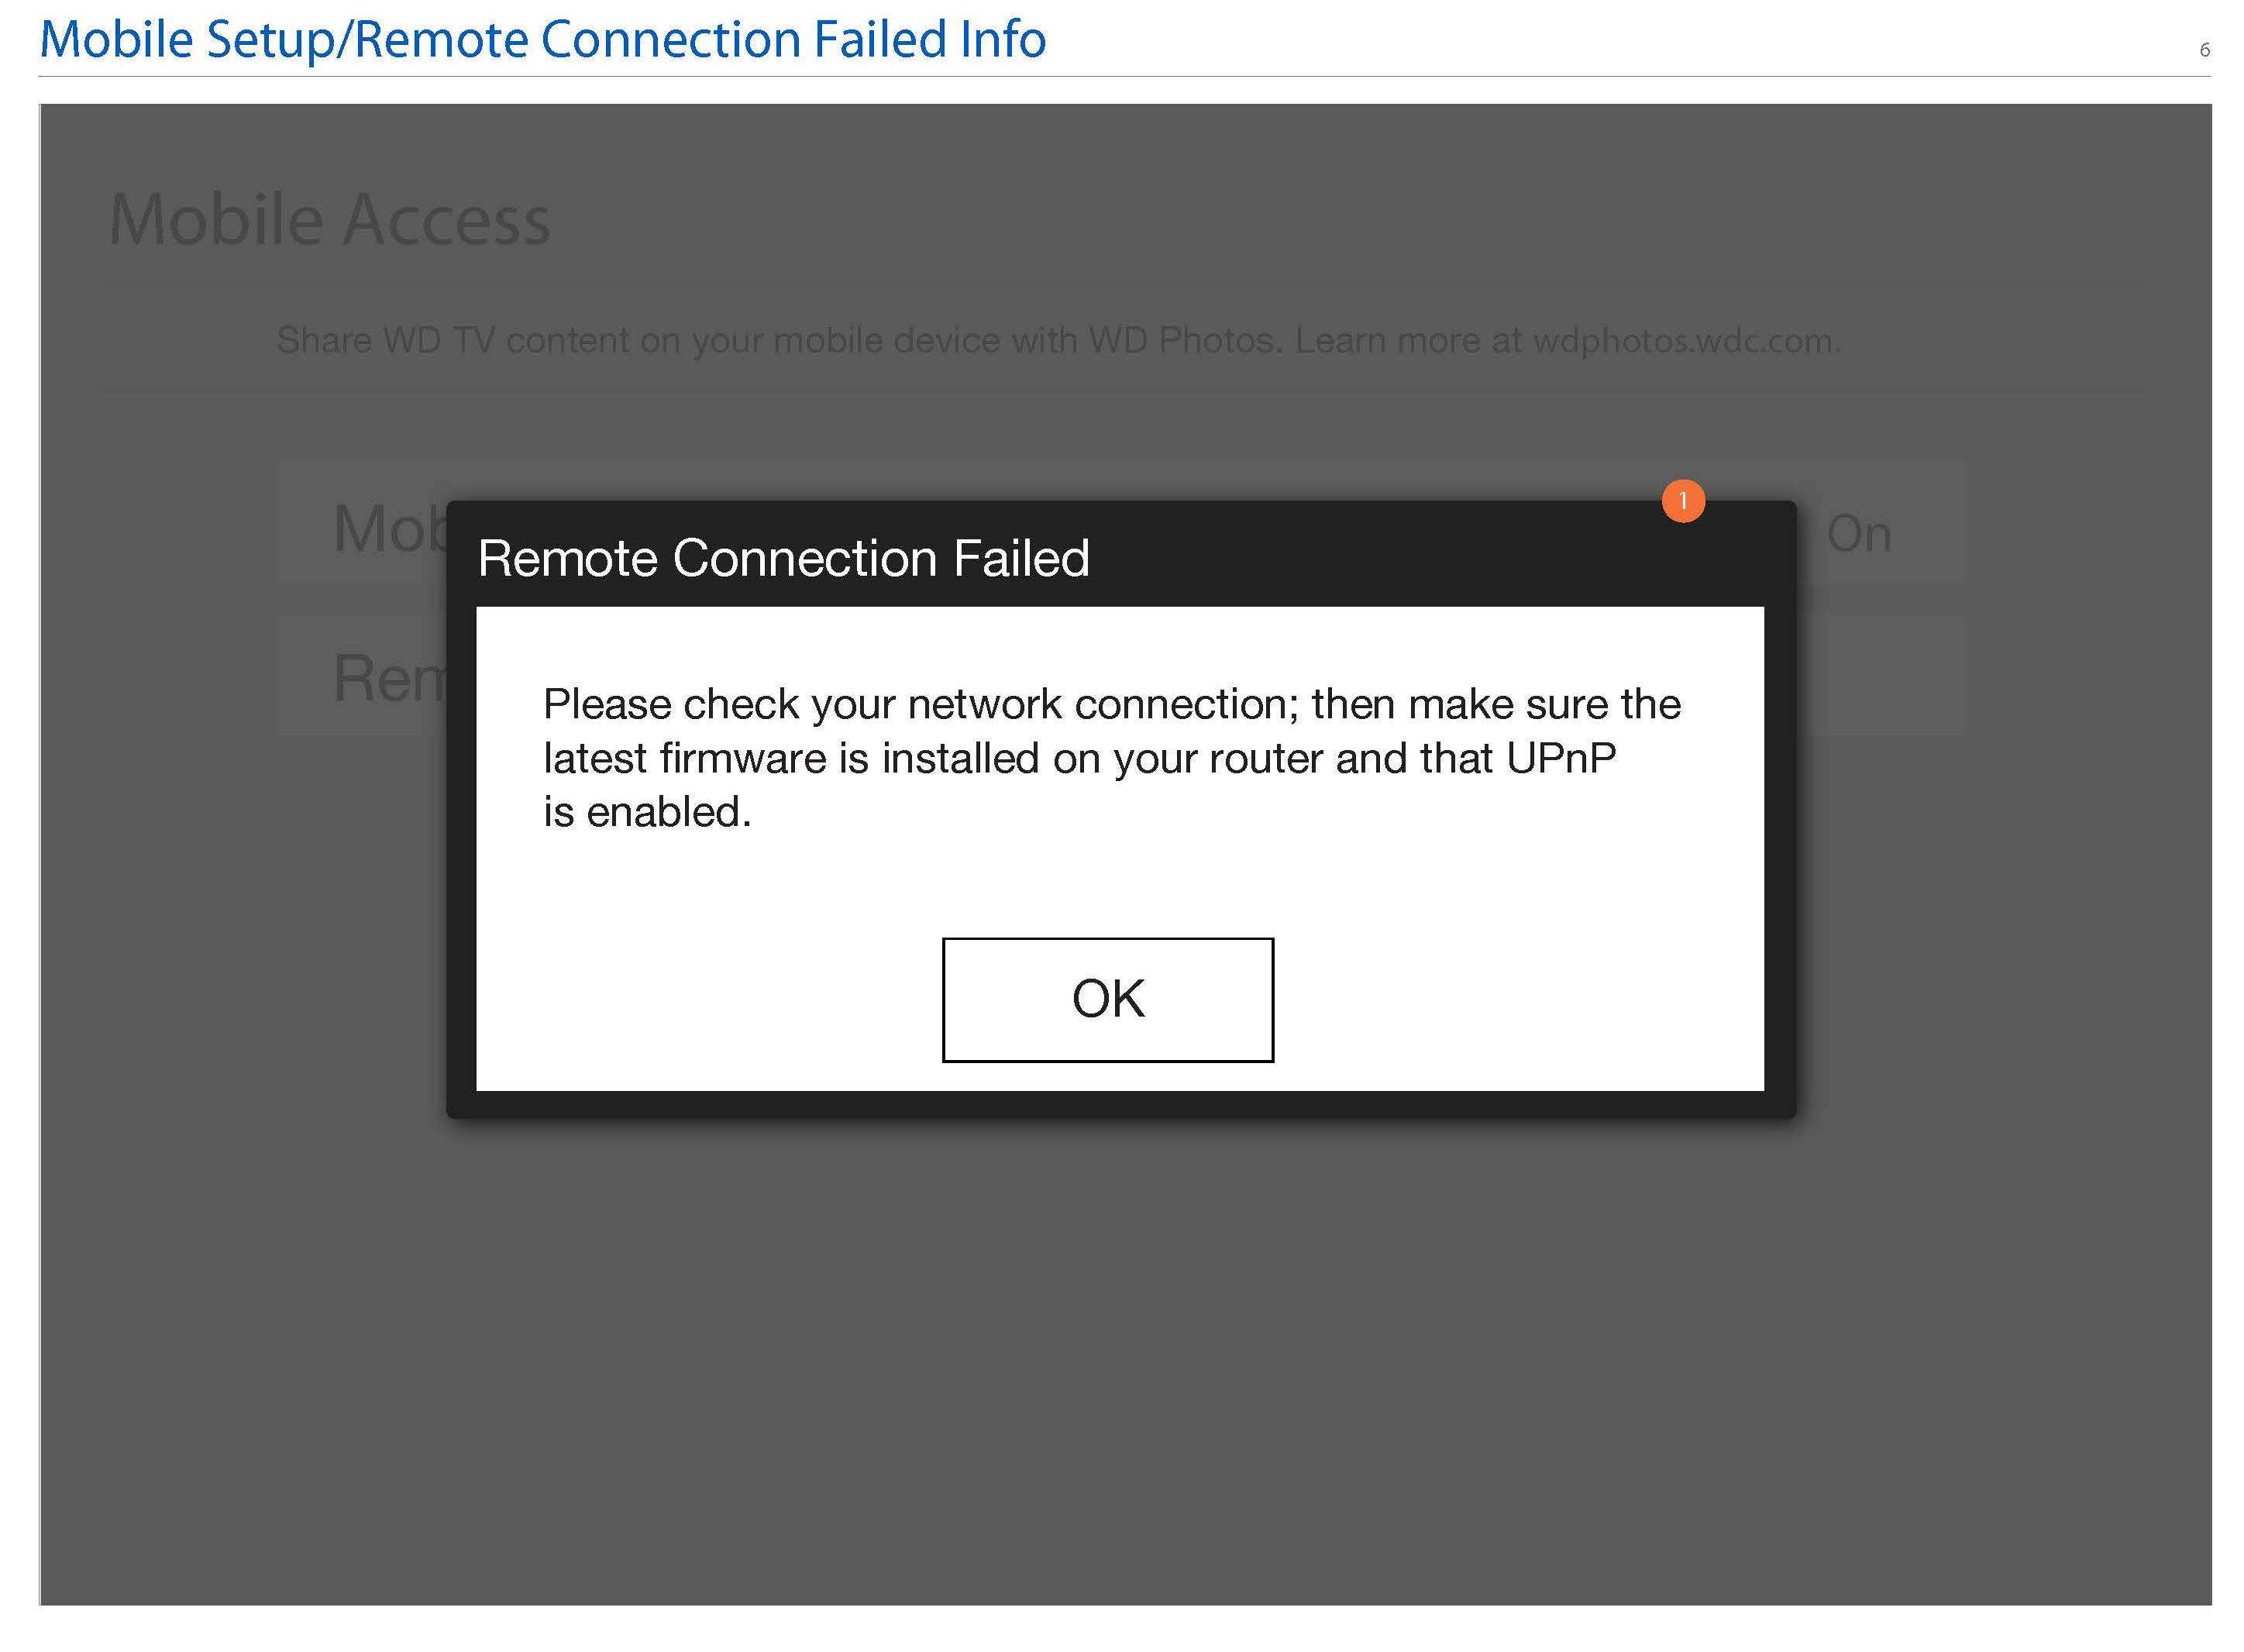 Mobile Setup/Remote Connection Failed Info
6
Mobile Access
Share WD TV content on your mobile device with WD Photos. Learn more at wdphotos.wdc.com.
1
On
Remote Connection Failed
Please check your network connection; then make sure the
latest firmware is installed on your router and that UPnP
is enabled.
OK